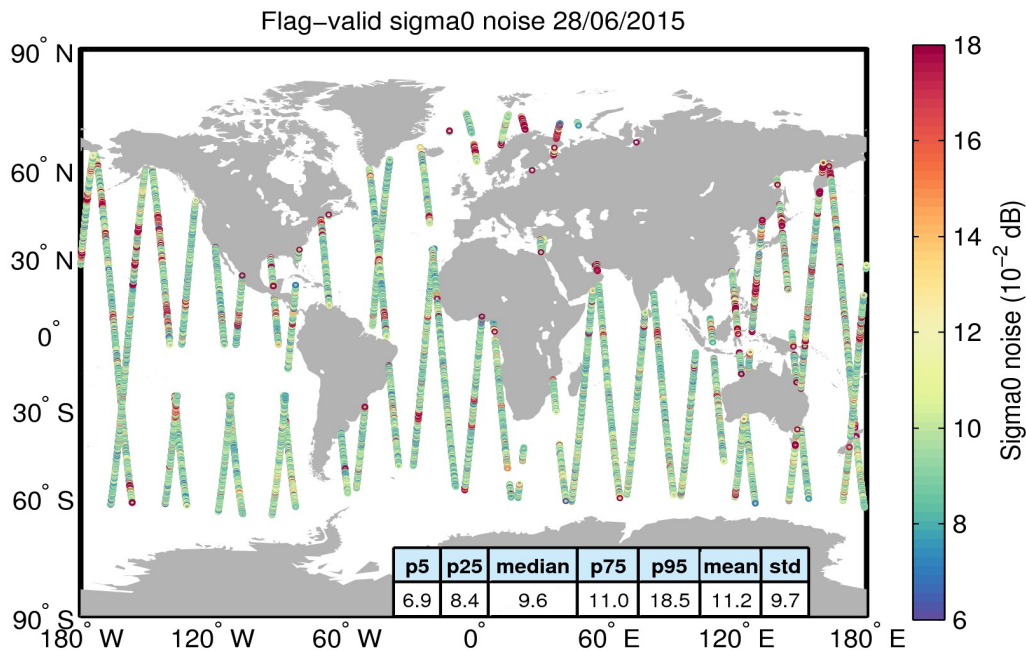 Flag−valid sigma0 noise 28/06/2015
90° N
60° N
30° N
0°
30° S
60° S
90° S
180° W
120° W
60° W
0°
60° E
120° E
180° E
p5 p25 median p75 p95 mean std
6.9 8.4 9.6 11.0 18.5 11.2 9.7
18
16
14
12
10
8
6
Sigma0 noise (10⁻² dB)